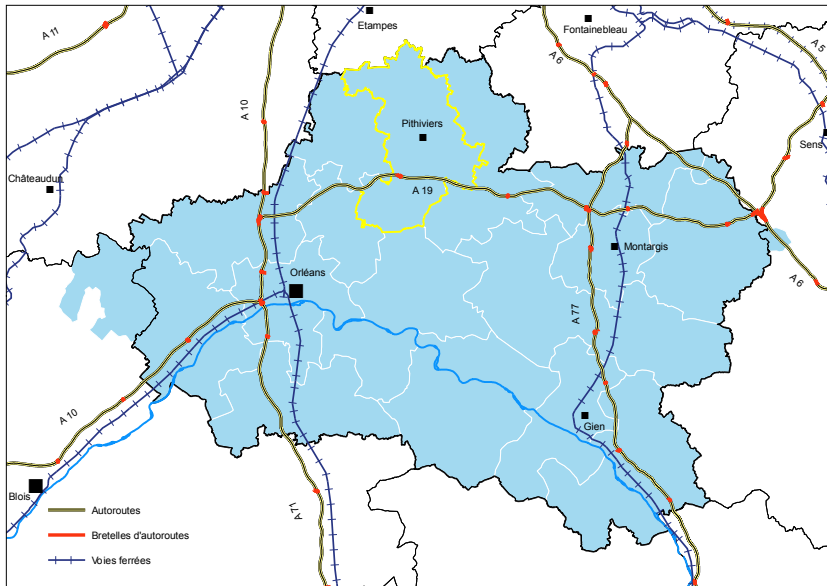 Etampes
Fontainebleau
A 11
A 5
A 6
A 10
Pithiviers
Sens
Châteaudun
A 19
Montargis
Orléans
A 6
A 77
A 10
Gien
Blois
A 71
Autoroutes
Bretelles d'autoroutes
Voies ferrées